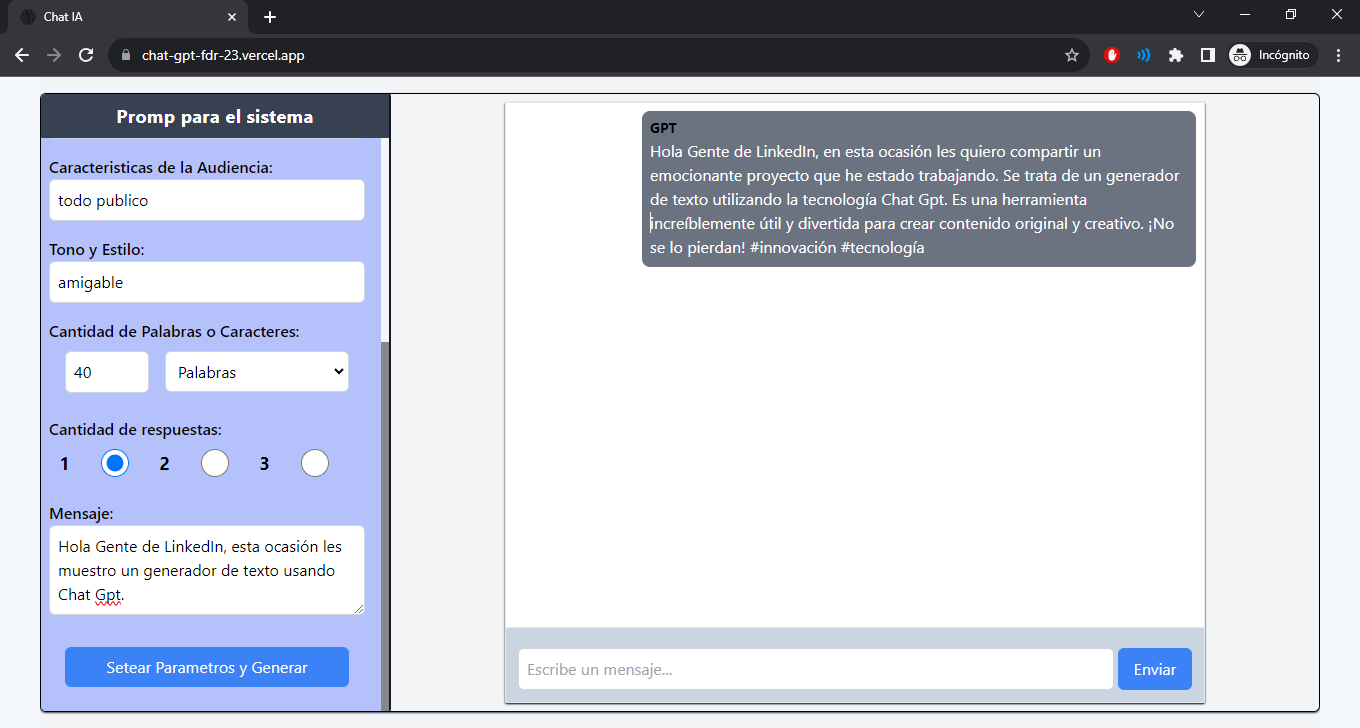 Chat IA
chat-gpt-fdr-23.vercel.app
Incógnito
Promp para el sistema
Caracteristicas de la Audiencia:
todo publico
Tono y Estilo:
amigable
Cantidad de Palabras o Caracteres:
40 Palabras
Cantidad de respuestas:
1 2 3
Mensaje:
Hola Gente de LinkedIn, esta ocasión les
muestro un generador de texto usando
Chat Gpt.
Setear Parametros y Generar
GPT
Hola Gente de LinkedIn, en esta ocasión les quiero compartir un
emocionante proyecto que he estado trabajando. Se trata de un generador
de texto utilizando la tecnología Chat Gpt. Es una herramienta
increíblemente útil y divertida para crear contenido original y creativo. ¡No
se lo pierdan! #innovación #tecnología
Escribe un mensaje...
Enviar